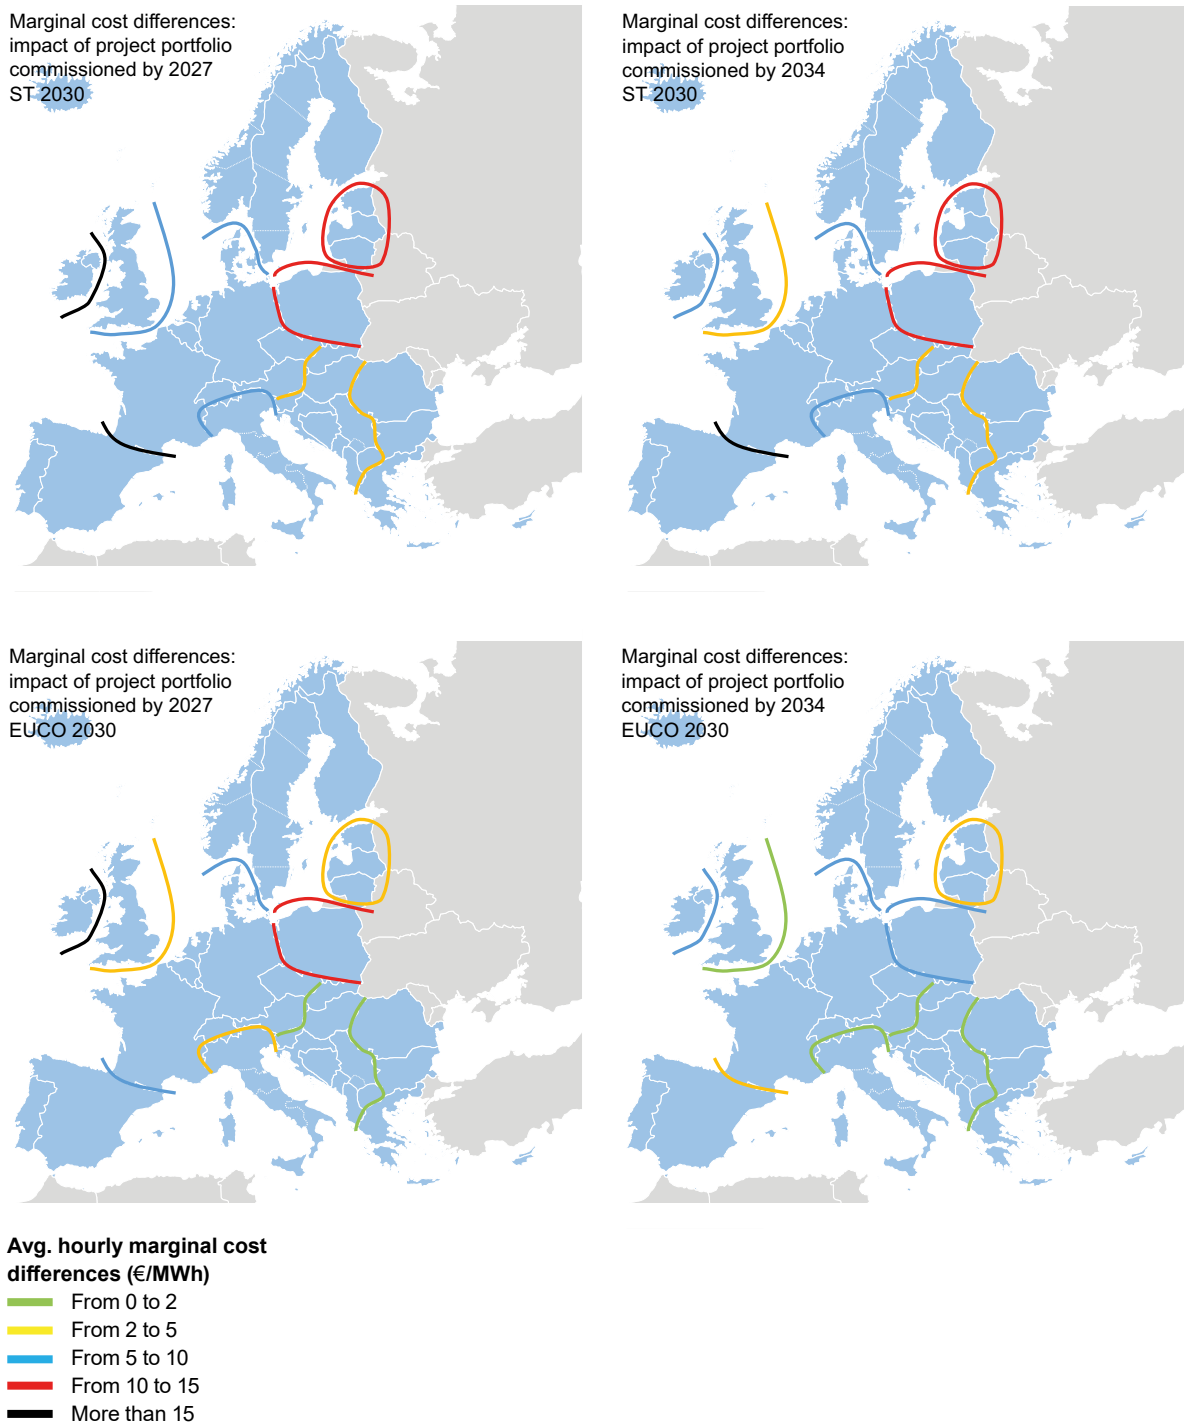 Marginal cost differences:
impact of project portfolio
commissioned by 2027
ST 2030
Marginal cost differences:
impact of project portfolio
commissioned by 2034
ST 2030
Marginal cost differences:
impact of project portfolio
commissioned by 2027
EUCO 2030
Marginal cost differences:
impact of project portfolio
commissioned by 2034
EUCO 2030
Avg. hourly marginal cost
differences (€/MWh)
From 0 to 2
From 2 to 5
From 5 to 10
From 10 to 15
More than 15